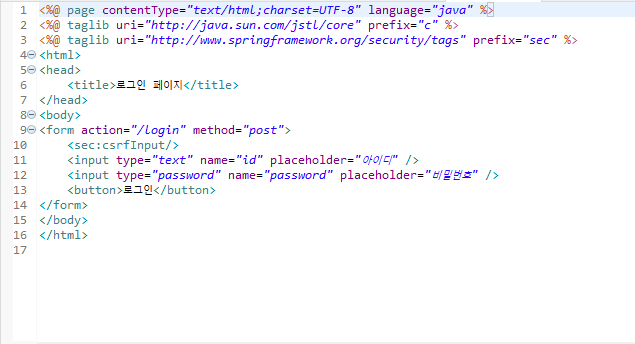 1 <%@ page contentType="text/html;charset=UTF-8" language="java" %>
2 <%@ taglib uri="http://java.sun.com/jstl/core" prefix="c" %>
3 <%@ taglib uri="http://www.springframework.org/security/tags" prefix="sec" %>
4 <html>
5 <head>
6     <title>로그인 페이지</title>
7 </head>
8 <body>
9 <form action="/login" method="post">
10     <sec:csrfInput/>
11     <input type="text" name="id" placeholder="아이디" />
12     <input type="password" name="password" placeholder="비밀번호" />
13     <button>로그인</button>
14 </form>
15 </body>
16 </html>
17